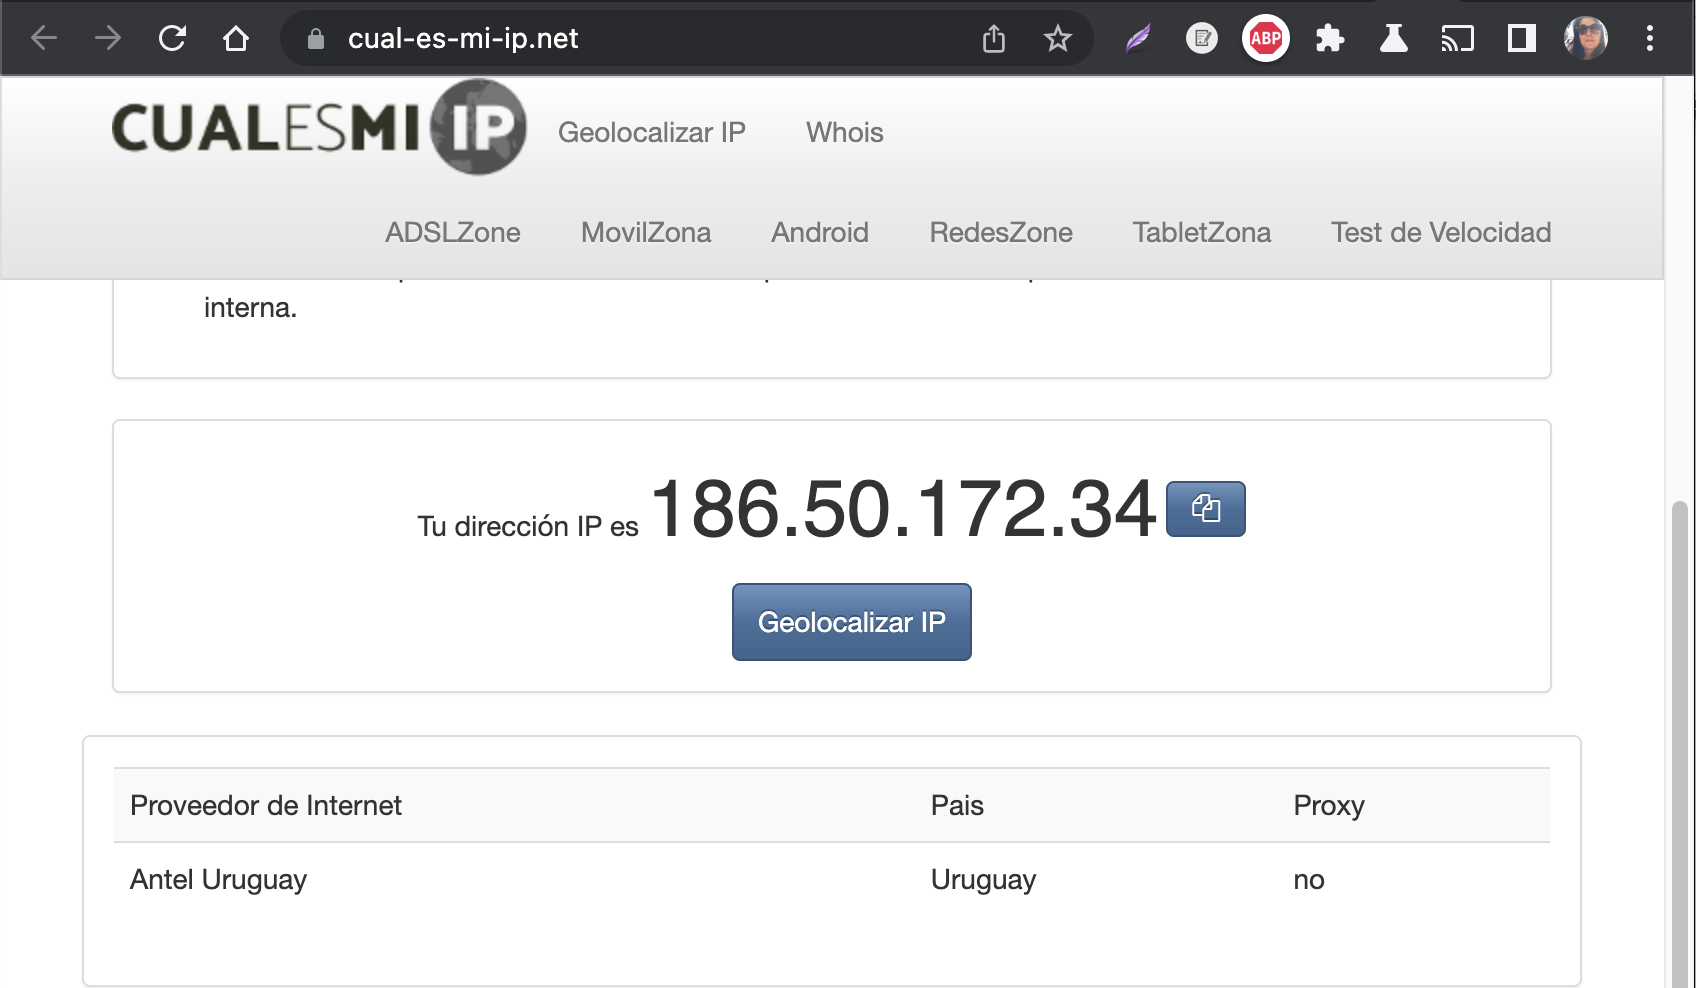 cual-es-mi-ip.net
ABP
CUALESMI IP
Geolocalizar IP
Whois
ADSLZone
MovilZona
Android
RedesZone
TabletZona
Test de Velocidad
interna.
Tu dirección IP es 186.50.172.34
Geolocalizar IP
Proveedor de Internet
Pais
Proxy
Antel Uruguay
Uruguay
no